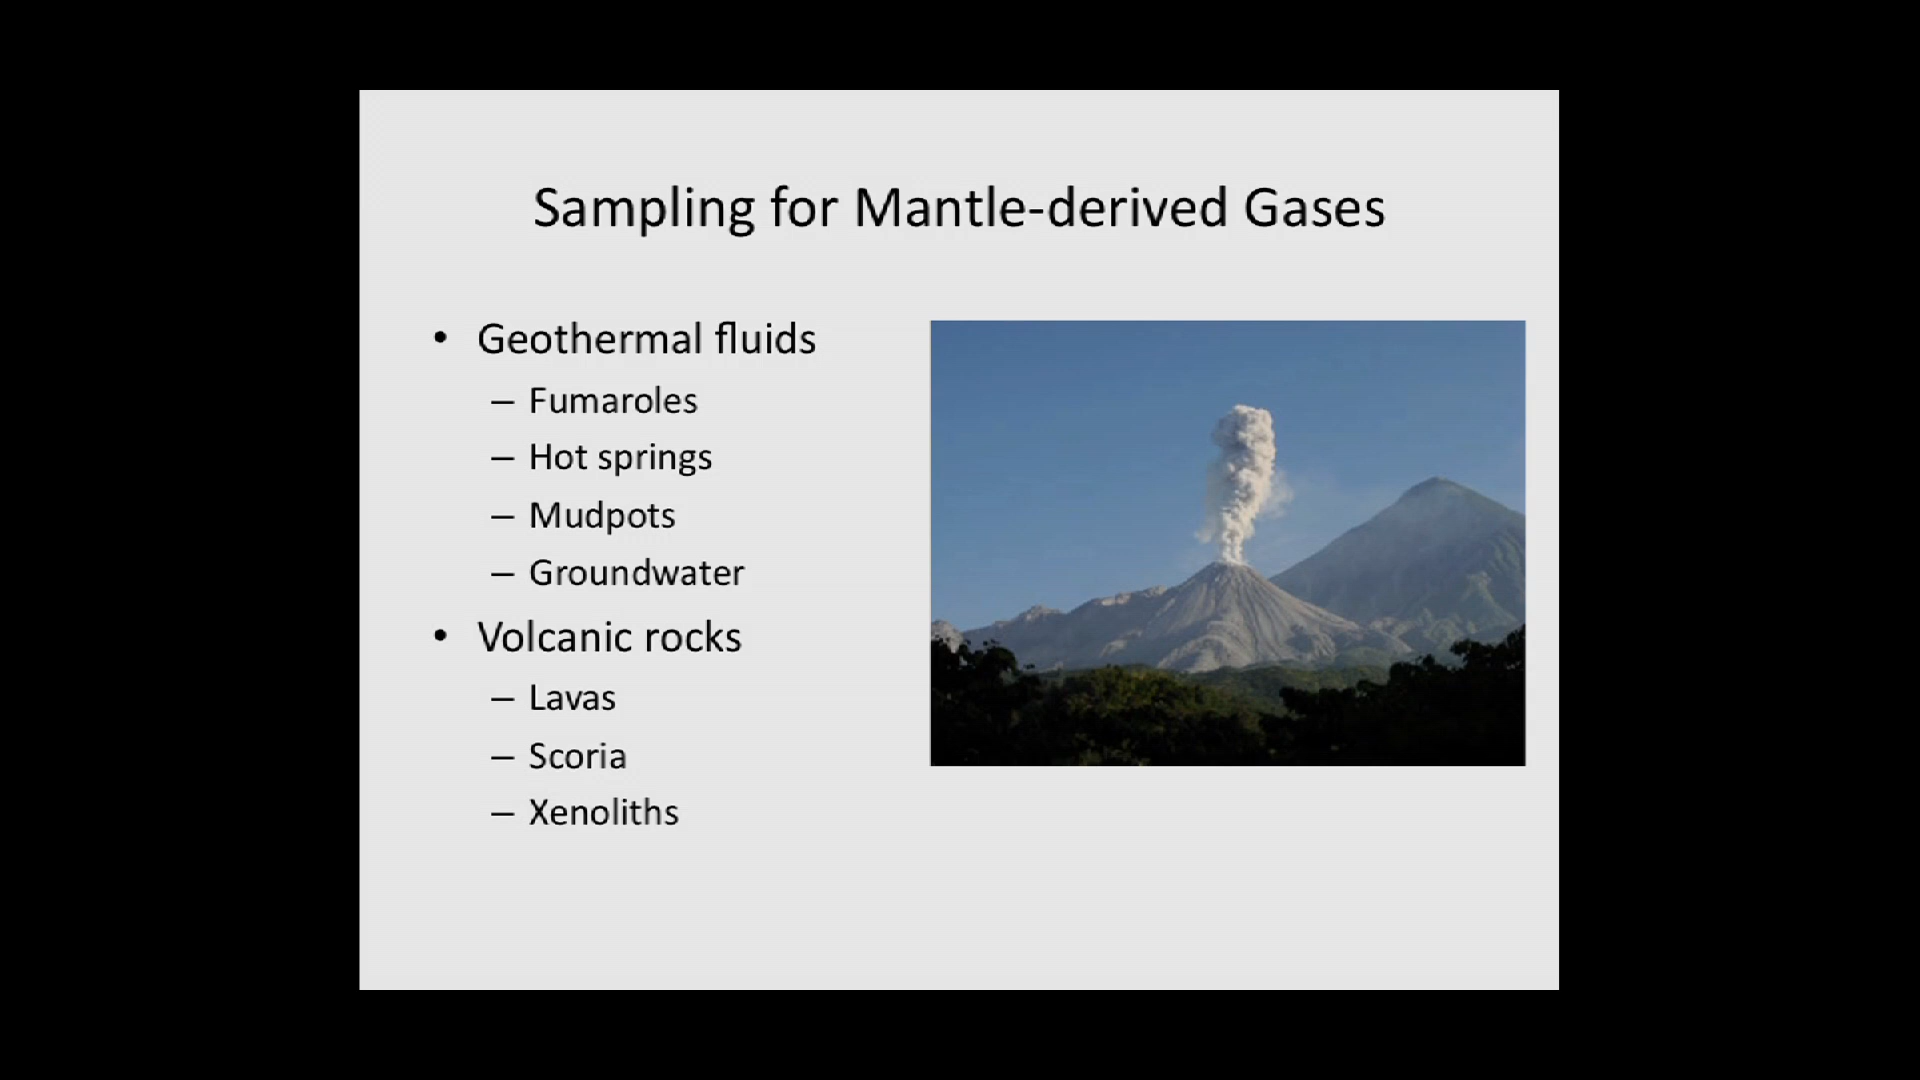 Sampling for Mantle-derived Gases
• Geothermal fluids
– Fumaroles
– Hot springs
– Mudpots
– Groundwater
• Volcanic rocks
– Lavas
– Scoria
– Xenoliths